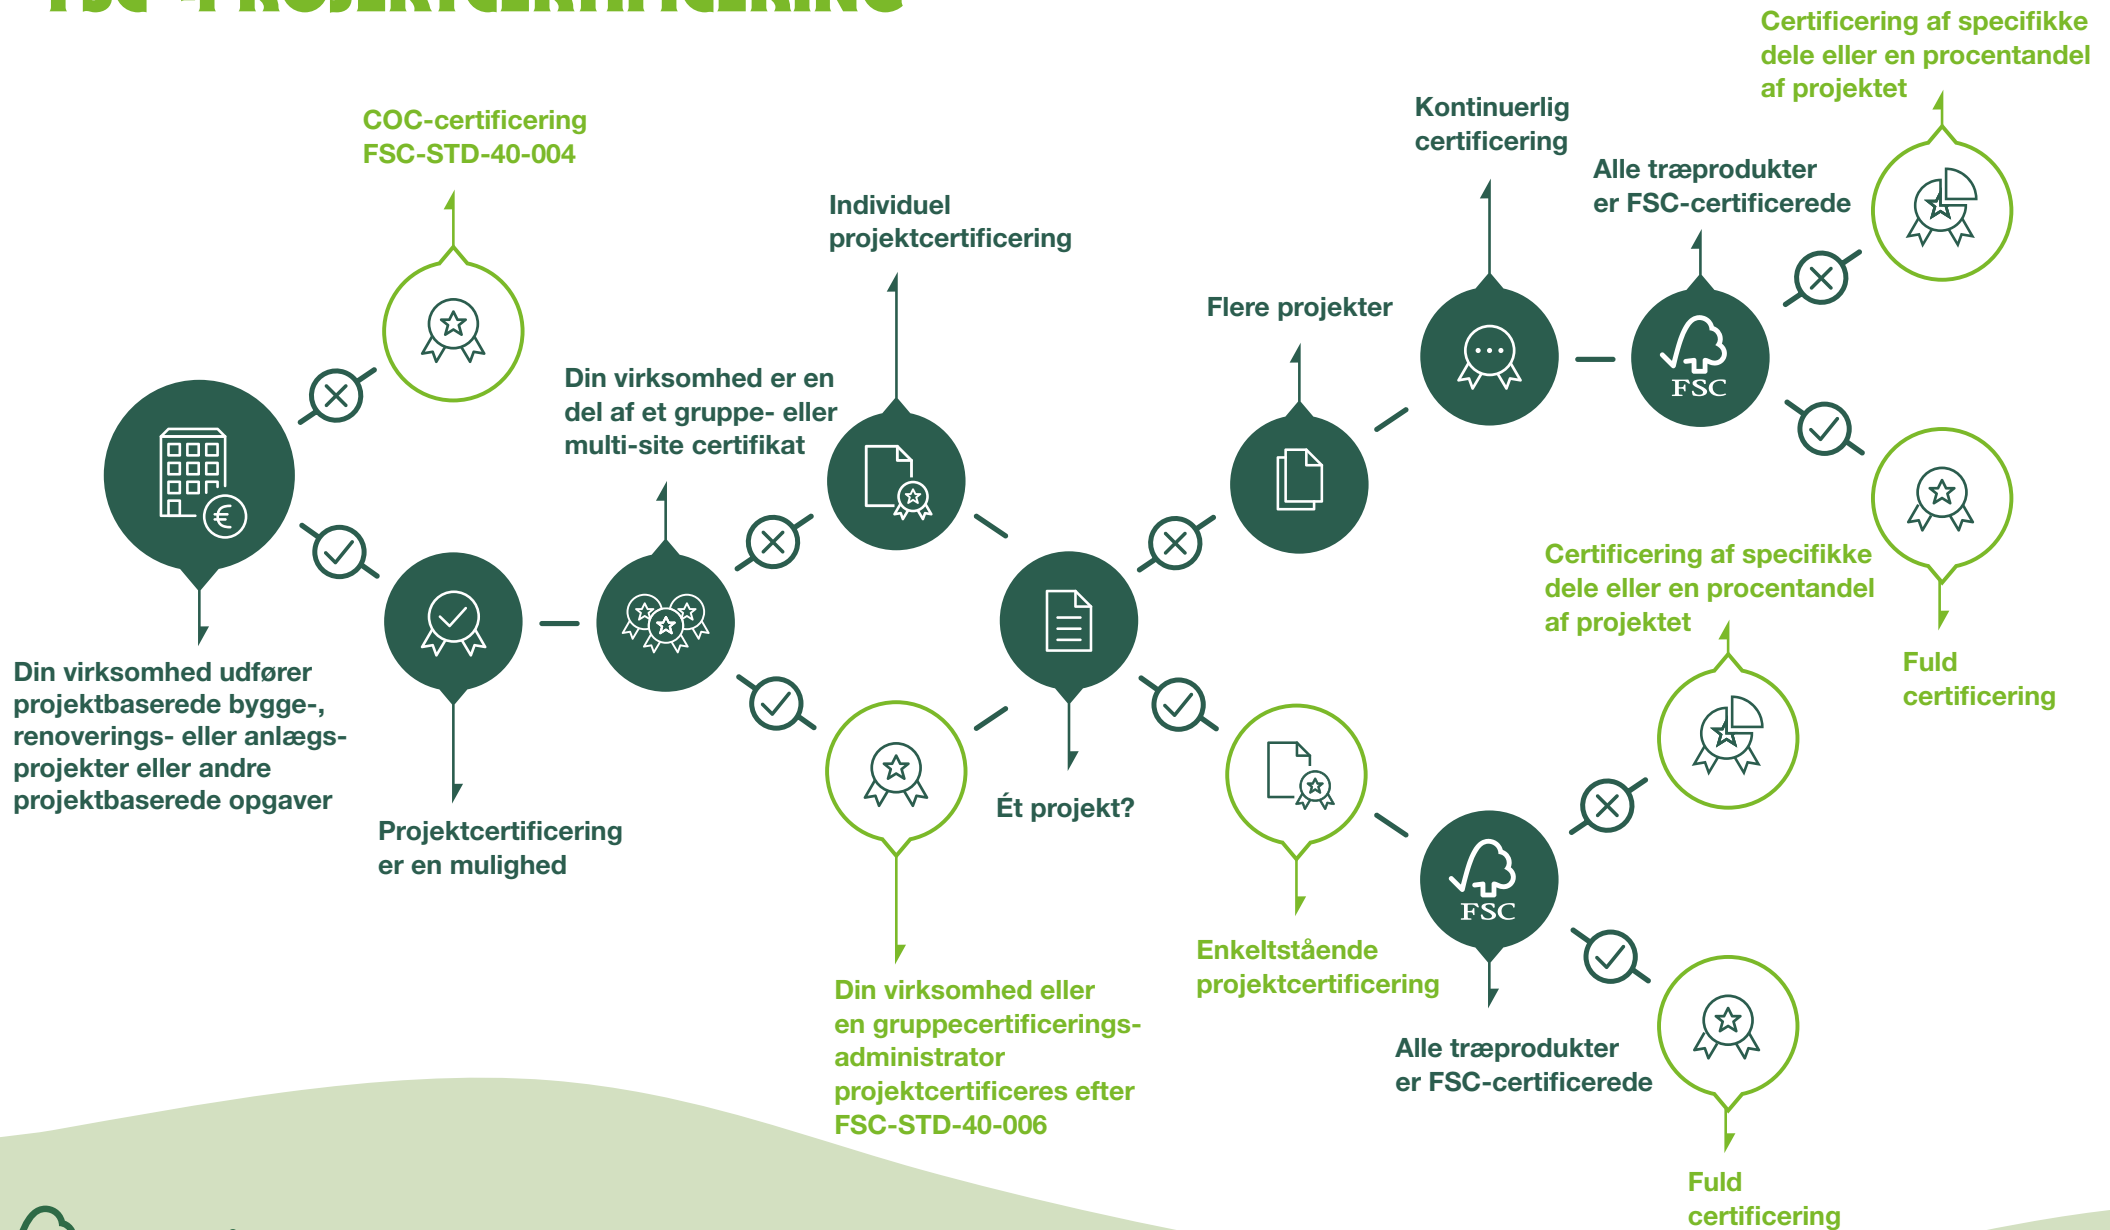 FSC®-PROJEKTCERTIFICERING
Certificering af specifikke
dele eller en procentandel
af projektet
COC-certificering
FSC-STD-40-004
Kontinuerlig
certificering
Alle træprodukter
er FSC-certificerede
Individuel
projektcertificering
Flere projekter
Din virksomhed er en
del af et gruppe- eller
multi-site certifikat
FSC
€
Certificering af specifikke
dele eller en procentandel
af projektet
Din virksomhed udfører
projektbaserede bygge-,
renoverings- eller anlægs-
projekter eller andre
projektbaserede opgaver
Fuld
certificering
Ét projekt?
Projektcertificering
er en mulighed
FSC
Enkeltstående
projektcertificering
Din virksomhed eller
en gruppecertificerings-
administrator
projektcertificeres efter
FSC-STD-40-006
Alle træprodukter
er FSC-certificerede
Fuld
certificering